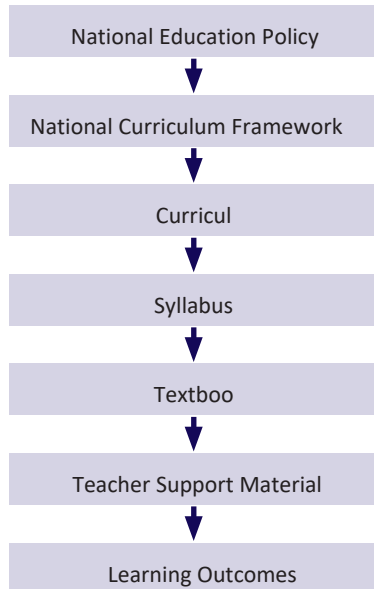 National Education Policy
National Curriculum Framework
Curricul
Syllabus
Textboo
Teacher Support Material
Learning Outcomes